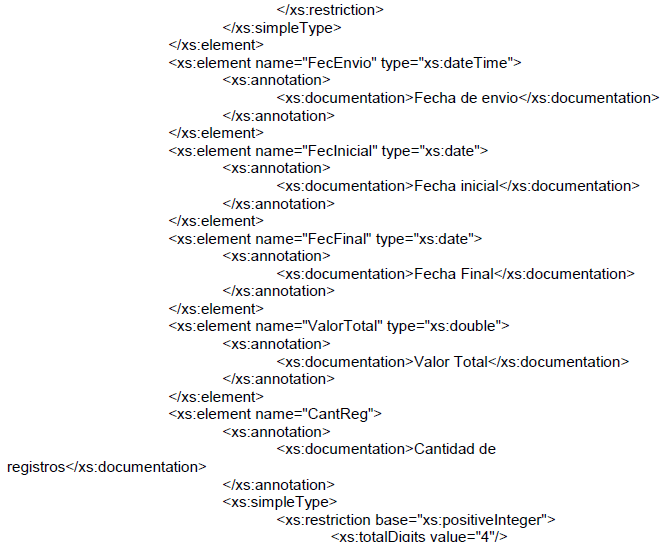 </xs:restriction>
</xs:simpleType>
</xs:element>
<xs:element name="FecEnvio" type="xs:dateTime">
<xs:annotation>
<xs:documentation>Fecha de envio</xs:documentation>
</xs:annotation>
</xs:element>
<xs:element name="FecInicial" type="xs:date">
<xs:annotation>
<xs:documentation>Fecha inicial</xs:documentation>
</xs:annotation>
</xs:element>
<xs:element name="FecFinal" type="xs:date">
<xs:annotation>
<xs:documentation>Fecha Final</xs:documentation>
</xs:annotation>
</xs:element>
<xs:element name="ValorTotal" type="xs:double">
<xs:annotation>
<xs:documentation>Valor Total</xs:documentation>
</xs:annotation>
</xs:element>
<xs:element name="CantReg">
<xs:annotation>
<xs:documentation>Cantidad de
registros</xs:documentation>
</xs:annotation>
<xs:simpleType>
<xs:restriction base="xs:positiveInteger">
<xs:totalDigits value="4"/>